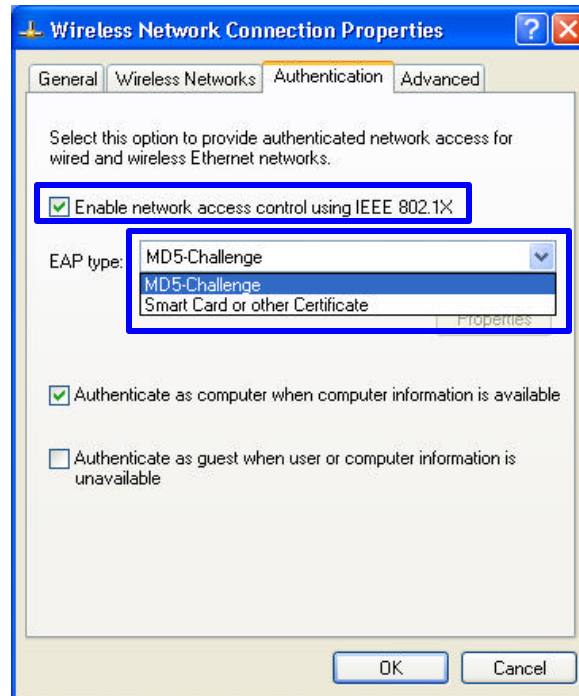 Wireless Network Connection Properties
General Wireless Networks Authentication Advanced
Select this option to provide authenticated network access for
wired and wireless Ethernet networks.
Enable network access control using IEEE 802.1X
EAP type: MD5-Challenge
MD5-Challenge
Smart Card or other Certificate
Properties
Authenticate as computer when computer information is available
Authenticate as guest when user or computer information is
unavailable
OK Cancel